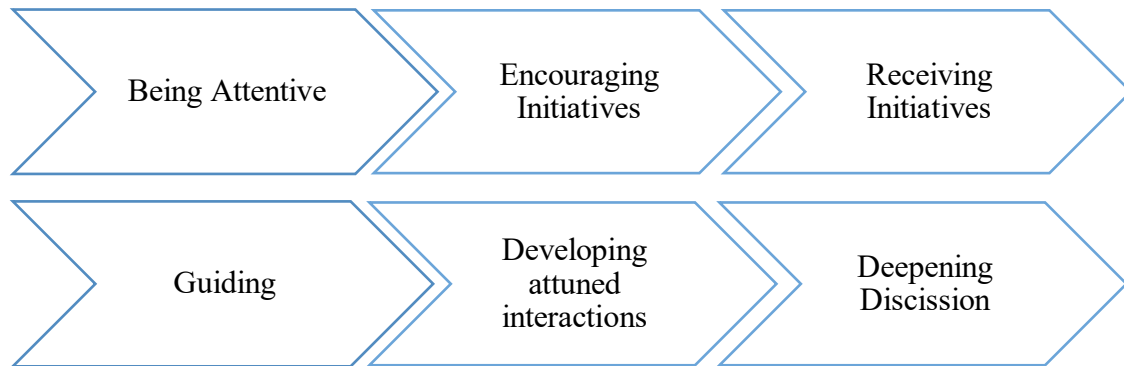 Being Attentive
Encouraging
Initiatives
Receiving
Initiatives
Guiding
Developing
attuned
interactions
Deepening
Discission